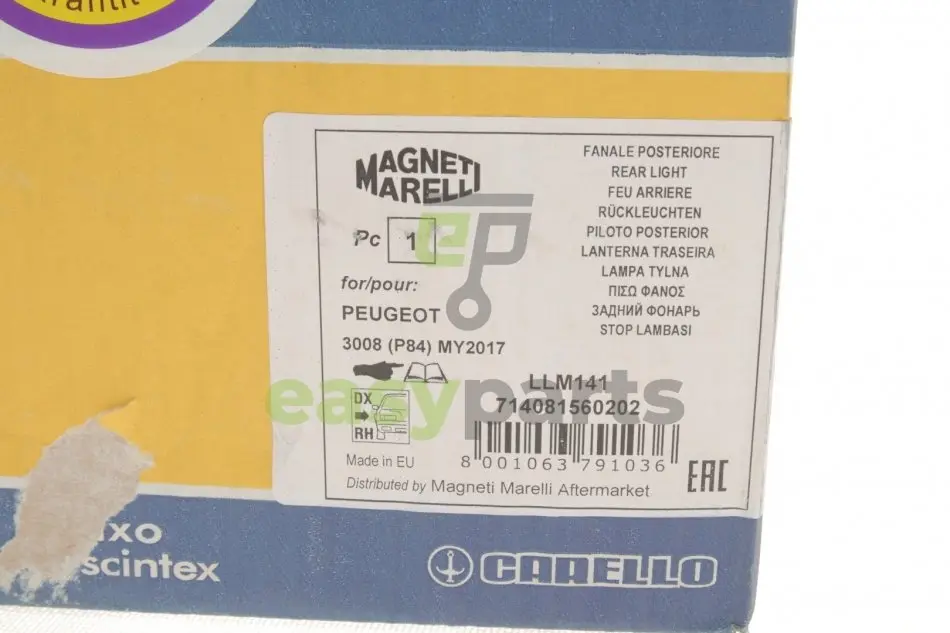 MAGNETI
MARELLI
Pc 1
for/pour:
PEUGEOT
3008 (P84) MY2017
DX
RH
Made in EU
Distributed by Magneti Marelli Aftermarket
FANALE POSTERIORE
REAR LIGHT
FEU ARRIERE
RÜCKLEUCHTEN
PILOTO POSTERIOR
LANTERNA TRASEIRA
LAMPA TYLNA
ΠΙΣΩ ΦΑΝΟΣ
ЗАДНИЙ ФОНАРЬ
STOP LAMBASI
LLM141
714081560202
8 001063 791036
EAC
ep
easyparts
scintex
CARELLO